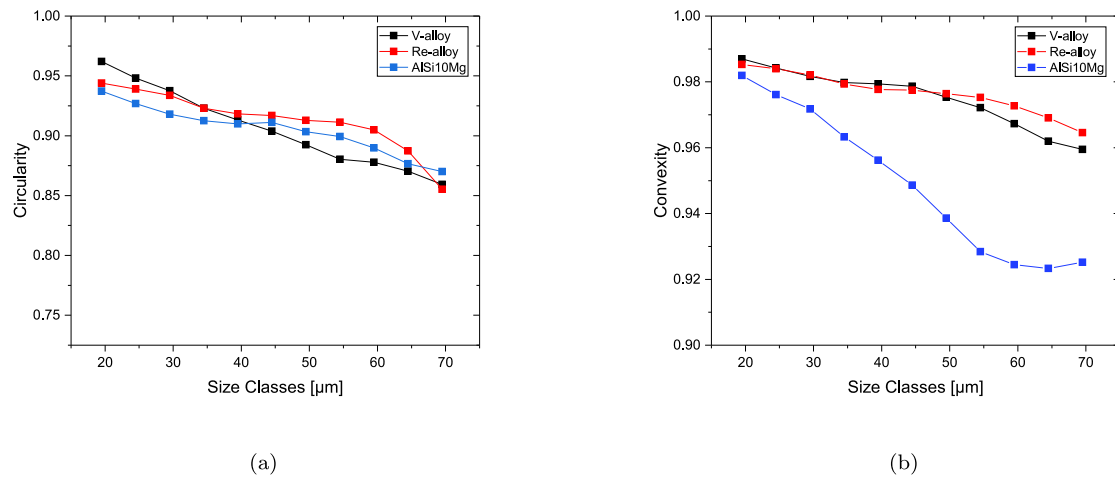 1.00
0.95
0.90
0.85
0.80
0.75
Circularity
20 30 40 50 60 70
Size Classes [µm]
V-alloy
Re-alloy
AlSi10Mg
(a)
1.00
0.98
0.96
0.94
0.92
0.90
Convexity
20 30 40 50 60 70
Size Classes [µm]
V-alloy
Re-alloy
AlSi10Mg
(b)